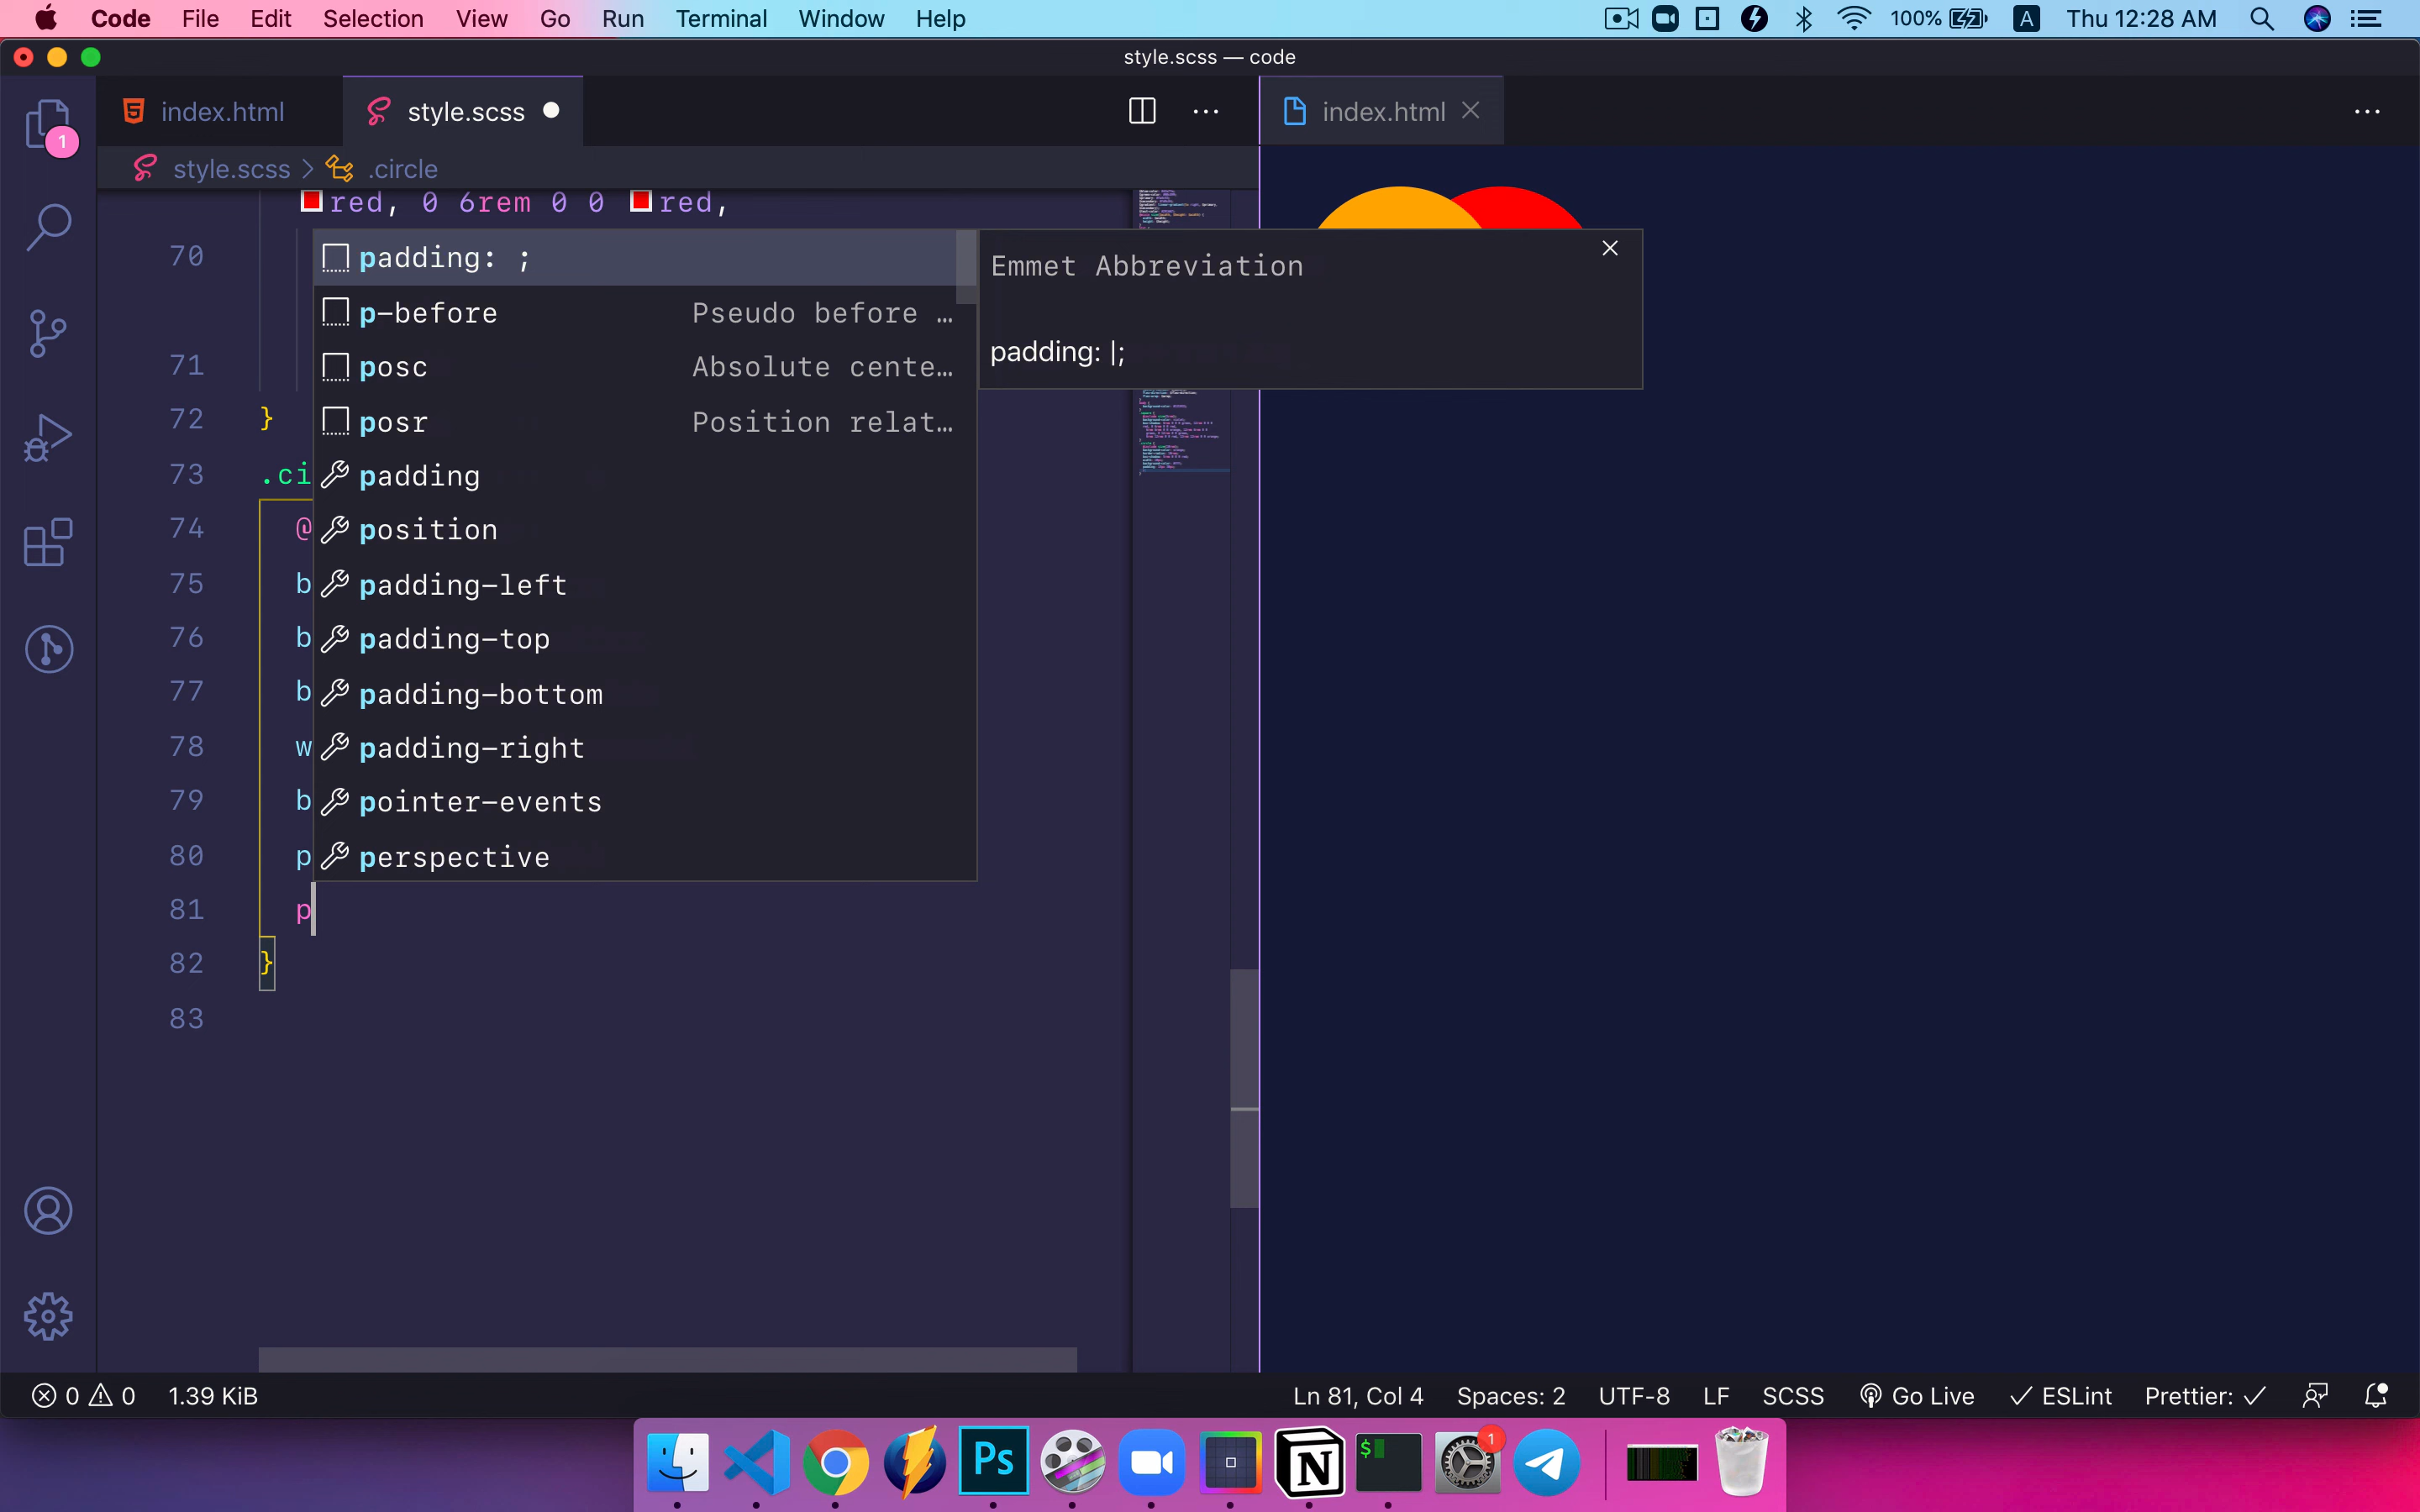 Code File Edit Selection View Go Run Terminal Window Help 100% A Thu 12:28 AM
style.scss — code
index.html style.scss index.html
1
style.scss > .circle
red, 0 6rem 0 0 red,
70
padding: ;
Emmet Abbreviation
p-before Pseudo before …
padding: |;
71
posc Absolute cente…
72 }
posr Position relat…
73 .ci
padding
74 @
position
75 b
padding-left
76 b
padding-top
77 b
padding-bottom
78 w
padding-right
79 b
pointer-events
80 p
perspective
81 p
82 }
83
0 0 1.39 KiB Ln 81, Col 4 Spaces: 2 UTF-8 LF SCSS Go Live ESLint Prettier:
Ps N $ 1